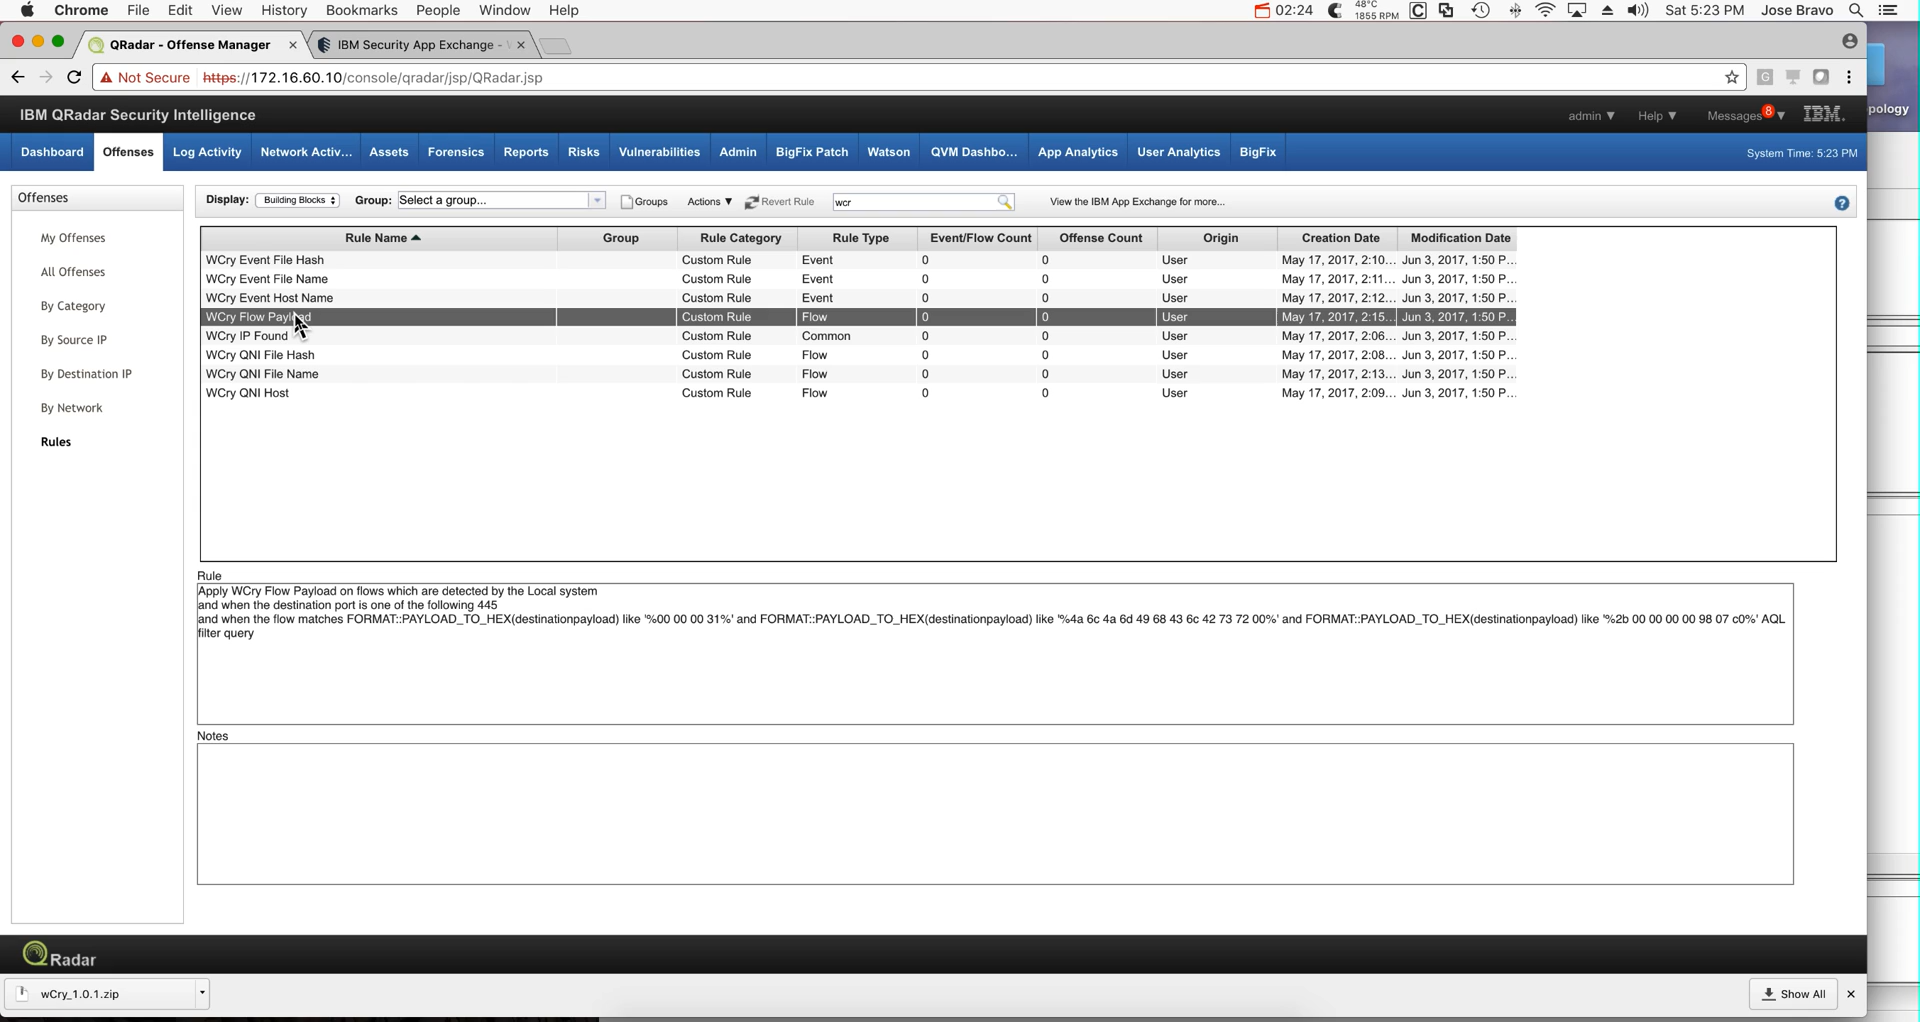 Chrome File Edit View History Bookmarks People Window Help 02:24 48°C 1855 RPM Sat 5:23 PM Jose Bravo
QRadar - Offense Manager IBM Security App Exchange -
Not Secure https://172.16.60.10/console/qradar/jsp/QRadar.jsp
pology
IBM QRadar Security Intelligence admin ▼ Help ▼ Messages 8 ▼ IBM.
Dashboard Offenses Log Activity Network Activ... Assets Forensics Reports Risks Vulnerabilities Admin BigFix Patch Watson QVM Dashbo... App Analytics User Analytics BigFix System Time: 5:23 PM
Offenses
Display: Building Blocks Group: Select a group... Groups Actions ▼ Revert Rule wcr View the IBM App Exchange for more... ?
My Offenses
All Offenses
By Category
By Source IP
By Destination IP
By Network
Rules
Rule Name Group Rule Category Rule Type Event/Flow Count Offense Count Origin Creation Date Modification Date
WCry Event File Hash Custom Rule Event 0 0 User May 17, 2017, 2:10... Jun 3, 2017, 1:50 P...
WCry Event File Name Custom Rule Event 0 0 User May 17, 2017, 2:11... Jun 3, 2017, 1:50 P...
WCry Event Host Name Custom Rule Event 0 0 User May 17, 2017, 2:12... Jun 3, 2017, 1:50 P...
WCry Flow Payload Custom Rule Flow 0 0 User May 17, 2017, 2:15... Jun 3, 2017, 1:50 P...
WCry IP Found Custom Rule Common 0 0 User May 17, 2017, 2:06... Jun 3, 2017, 1:50 P...
WCry QNI File Hash Custom Rule Flow 0 0 User May 17, 2017, 2:08... Jun 3, 2017, 1:50 P...
WCry QNI File Name Custom Rule Flow 0 0 User May 17, 2017, 2:13... Jun 3, 2017, 1:50 P...
WCry QNI Host Custom Rule Flow 0 0 User May 17, 2017, 2:09... Jun 3, 2017, 1:50 P...
Rule
Apply WCry Flow Payload on flows which are detected by the Local system
and when the destination port is one of the following 445
and when the flow matches FORMAT::PAYLOAD_TO_HEX(destinationpayload) like '%00 00 00 31%' and FORMAT::PAYLOAD_TO_HEX(destinationpayload) like '%4a 6c 4a 6d 49 68 43 6c 42 73 72 00%' and FORMAT::PAYLOAD_TO_HEX(destinationpayload) like '%2b 00 00 00 00 98 07 c0%' AQL
filter query
Notes
QRadar
wCry_1.0.1.zip Show All